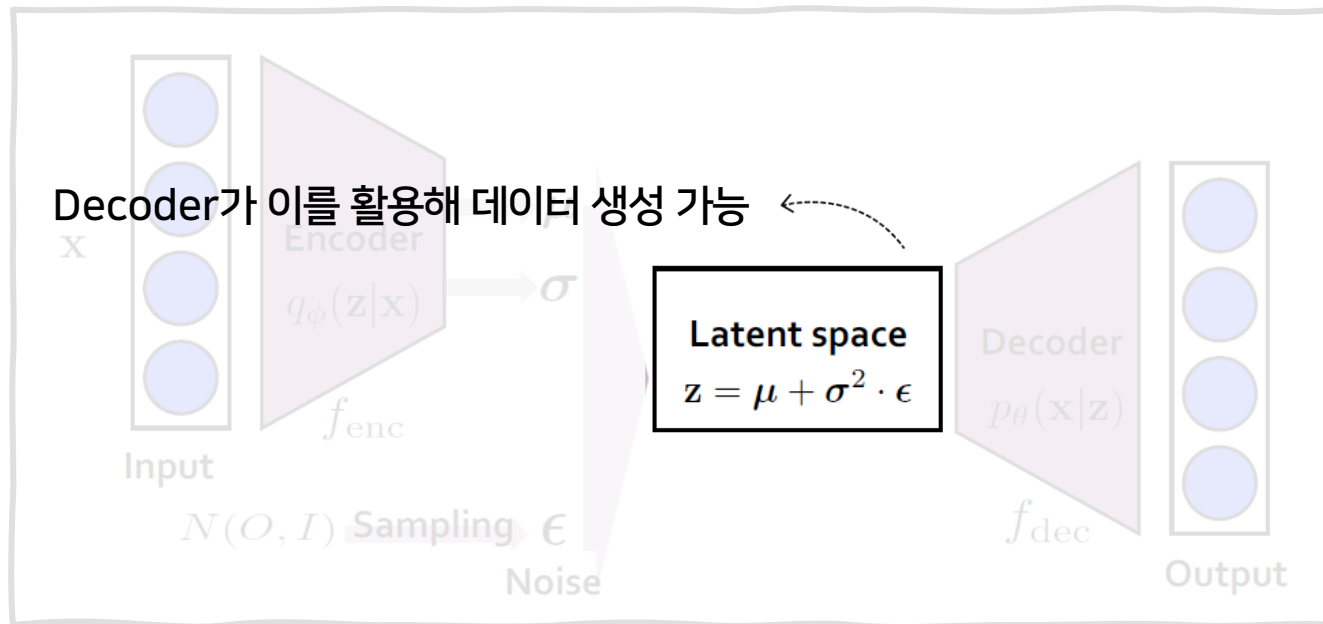 Decoder가 이를 활용해 데이터 생성 가능
x
Encoder
q_ϕ(z|x)
f_enc
Input
σ
N(O, I) Sampling ϵ
Noise
Latent space
z = μ + σ² · ϵ
Decoder
p_θ(x|z)
f_dec
Output